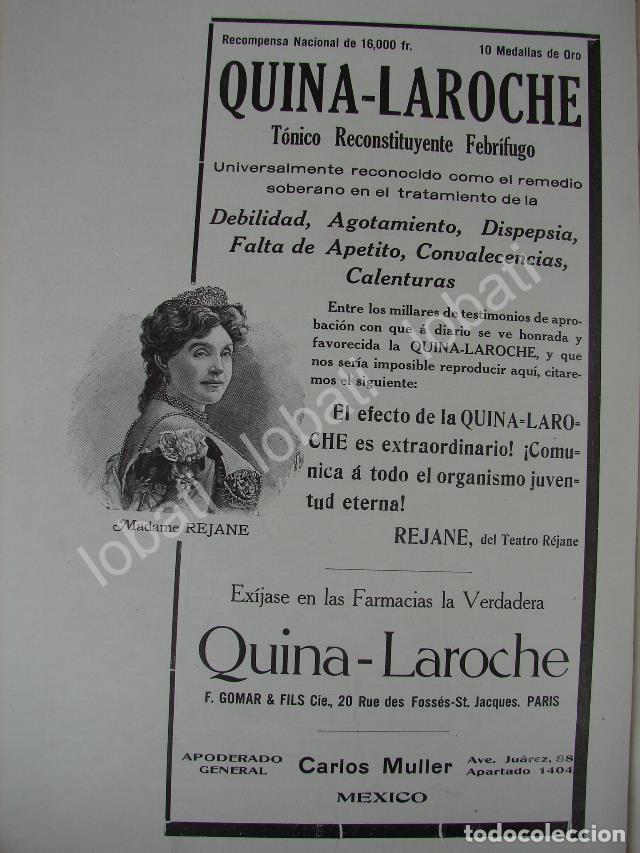 Recompensa Nacional de 16,000 fr. 10 Medallas de Oro
QUINA-LAROCHE
Tónico Reconstituyente Febrífugo
Universalmente reconocido como el remedio
soberano en el tratamiento de la
Debilidad, Agotamiento, Dispepsia,
Falta de Apetito, Convalecencias,
Calenturas
Entre los millares de testimonios de apro-
bación con que á diario se ve honrada y
favorecida la QUINA-LAROCHE, y que
nos sería imposible reproducir aquí, citare-
mos el siguiente:
El efecto de la QUINA-LARO-
CHE es extraordinario! ¡Comu-
nica á todo el organismo juven-
tud eterna!
REJANE, del Teatro Réjane
Madame REJANE
Exíjase en las Farmacias la Verdadera
Quina-Laroche
F. GOMAR & FILS Cíe., 20 Rue des Fossés-St. Jacques. PARIS
APODERADO
GENERAL
Carlos Muller
Ave. Juárez, 88
Apartado 1404
MEXICO
lobati lobati lobati lobati
todocoleccion